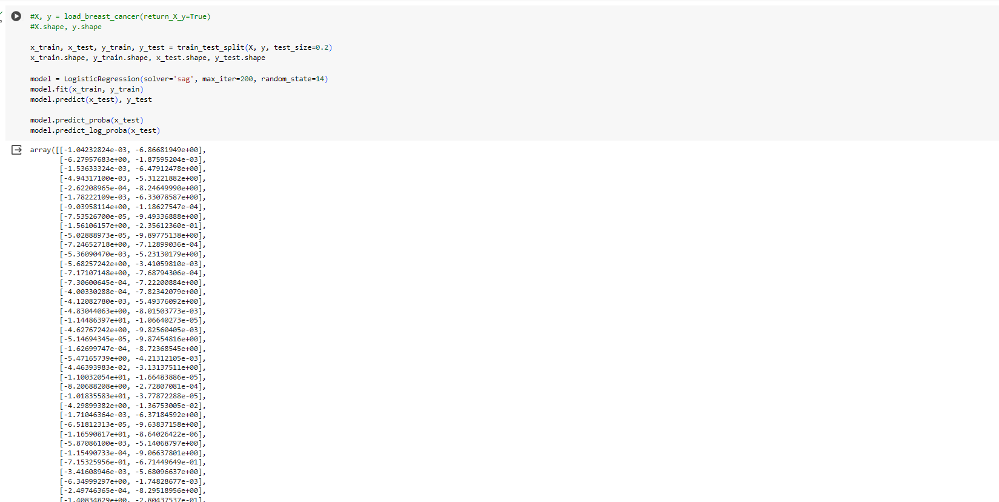 #X, y = load_breast_cancer(return_X_y=True)
#X.shape, y.shape
x_train, x_test, y_train, y_test = train_test_split(X, y, test_size=0.2)
x_train.shape, y_train.shape, x_test.shape, y_test.shape
model = LogisticRegression(solver='sag', max_iter=200, random_state=14)
model.fit(x_train, y_train)
model.predict(x_test), y_test
model.predict_proba(x_test)
model.predict_log_proba(x_test)
array([[-1.04232824e-03, -6.86681949e+00],
[-6.27957683e+00, -1.87595204e-03],
[-1.53633324e-03, -6.47912478e+00],
[-4.94317100e-03, -5.31221882e+00],
[-2.62208965e-04, -8.24649990e+00],
[-1.78222109e-03, -6.33078587e+00],
[-9.03958114e+00, -1.18627547e-04],
[-7.53526700e-05, -9.49336888e+00],
[-1.56106157e+00, -2.35612360e-01],
[-5.02888973e-05, -9.89775138e+00],
[-7.24652718e+00, -7.12899036e-04],
[-5.36090470e-03, -5.23130179e+00],
[-5.68257242e+00, -3.41059810e-03],
[-7.17107148e+00, -7.68794306e-04],
[-7.30600645e-04, -7.22200884e+00],
[-4.00330288e-04, -7.82342079e+00],
[-4.12082780e-03, -5.49376092e+00],
[-4.83044063e+00, -8.01503773e-03],
[-1.14486397e+01, -1.06640273e-05],
[-4.62767242e+00, -9.82560405e-03],
[-5.14694345e-05, -9.87454816e+00],
[-1.62699747e-04, -8.72368545e+00],
[-5.47165739e+00, -4.21312105e-03],
[-4.46393983e-02, -3.13137511e+00],
[-1.10032054e+01, -1.66483886e-05],
[-8.20688208e+00, -2.72807081e-04],
[-1.01835583e+01, -3.77872288e-05],
[-4.29899382e+00, -1.36753005e-02],
[-1.71046364e-03, -6.37184592e+00],
[-6.51812313e-05, -9.63837158e+00],
[-1.16590817e+01, -8.64026422e-06],
[-5.87086100e-03, -5.14068797e+00],
[-1.15490733e-04, -9.06637801e+00],
[-7.15325956e-01, -6.71449649e-01],
[-3.41608946e-03, -5.68096637e+00],
[-6.34999297e+00, -1.74828677e-03],
[-2.49746365e-04, -8.29518956e+00],
[-1.40834829e+00, -2.80437537e-01],